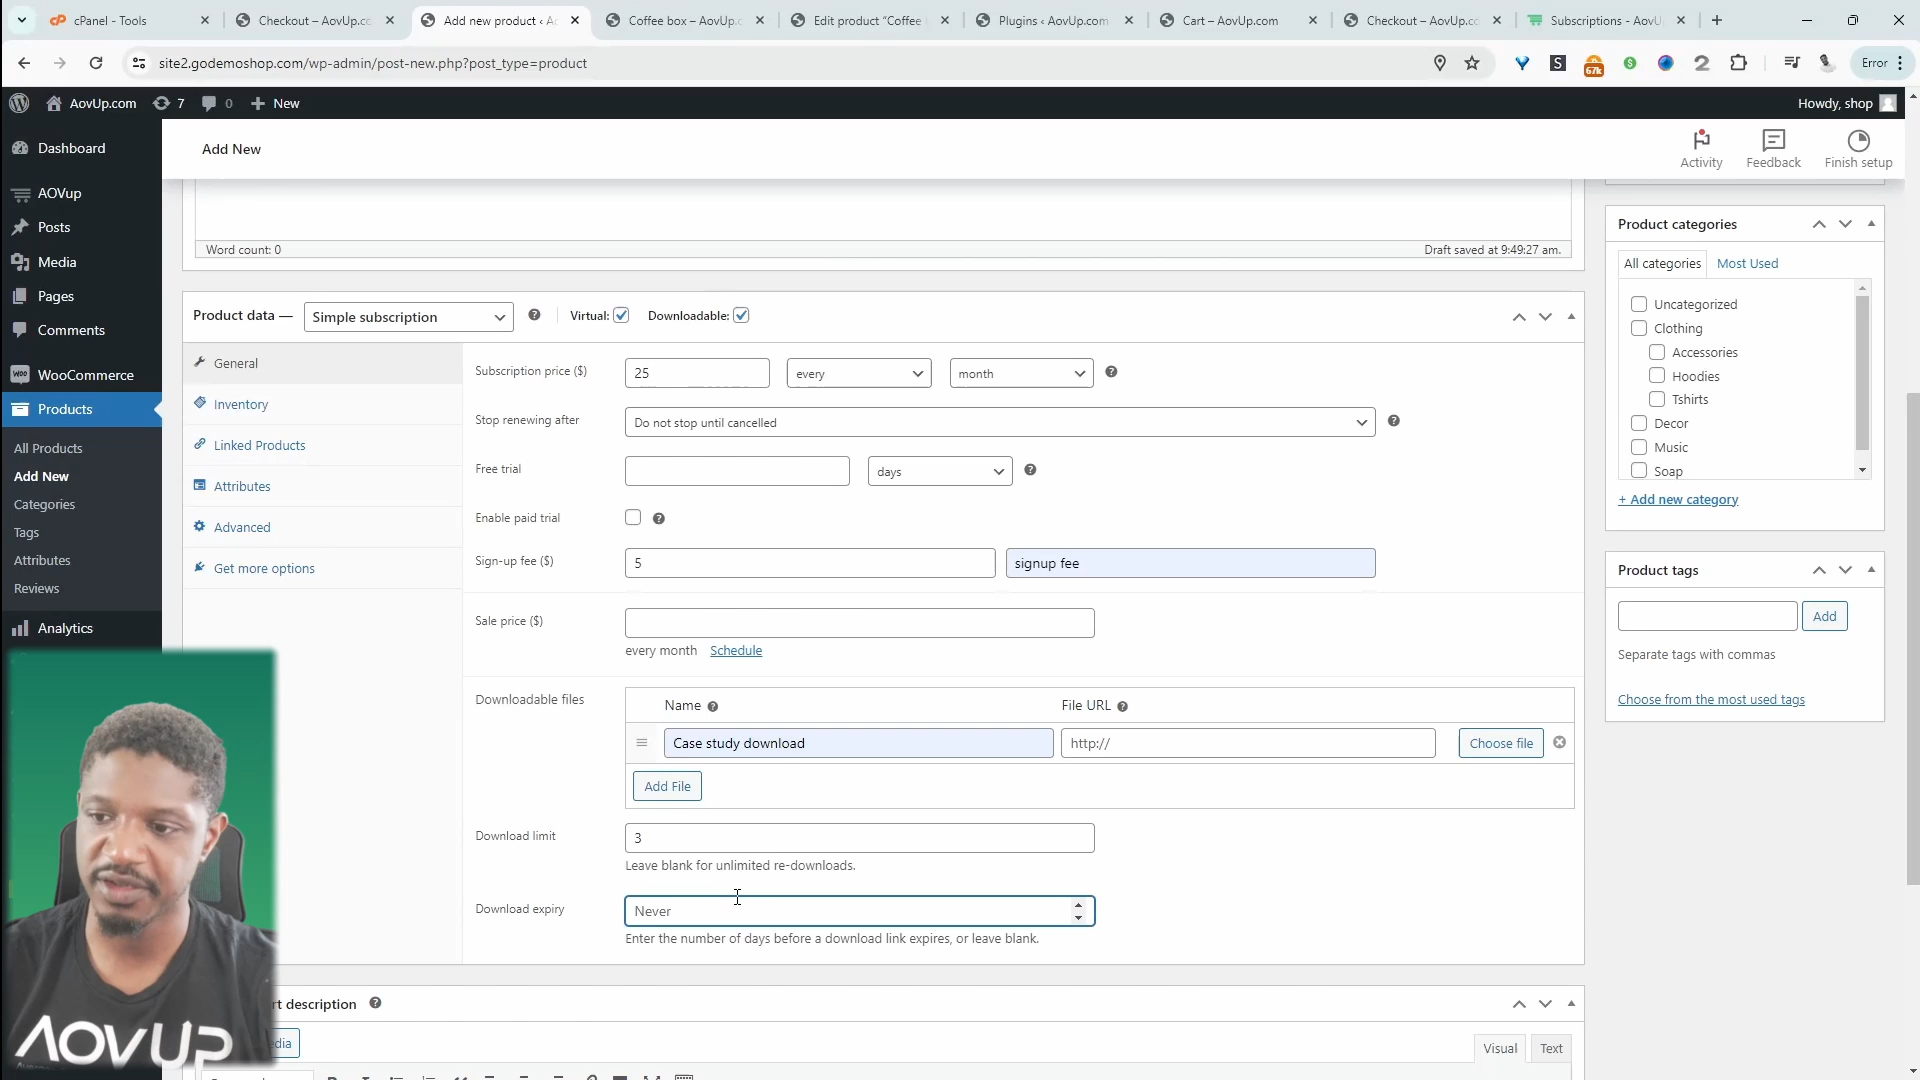 cPanel - Tools
Checkout – AovUp.co
Add new product ‹ A
Coffee box – AovUp.c
Edit product "Coffee
Plugins ‹ AovUp.com
Cart – AovUp.com
Checkout – AovUp.co
Subscriptions - AovU
site2.godemoshop.com/wp-admin/post-new.php?post_type=product
S
67k
Error
AovUp.com
7
0
New
Howdy, shop
Dashboard
AOVup
Posts
Media
Pages
Comments
WooCommerce
Products
All Products
Add New
Categories
Tags
Attributes
Reviews
Analytics
Add New
Activity
Feedback
Finish setup
Word count: 0
Draft saved at 9:49:27 am.
Product data —
Simple subscription
Virtual:
Downloadable:
General
Inventory
Linked Products
Attributes
Advanced
Get more options
Subscription price ($)
25
every
month
Stop renewing after
Do not stop until cancelled
Free trial
days
Enable paid trial
Sign-up fee ($)
5
signup fee
Sale price ($)
every month Schedule
Downloadable files
Name
File URL
Case study download
http://
Choose file
Add File
Download limit
3
Leave blank for unlimited re-downloads.
Download expiry
Never
Enter the number of days before a download link expires, or leave blank.
rt description
edia
Visual
Text
Product categories
All categories
Most Used
Uncategorized
Clothing
Accessories
Hoodies
Tshirts
Decor
Music
Soap
+ Add new category
Product tags
Add
Separate tags with commas
Choose from the most used tags
AOVUP